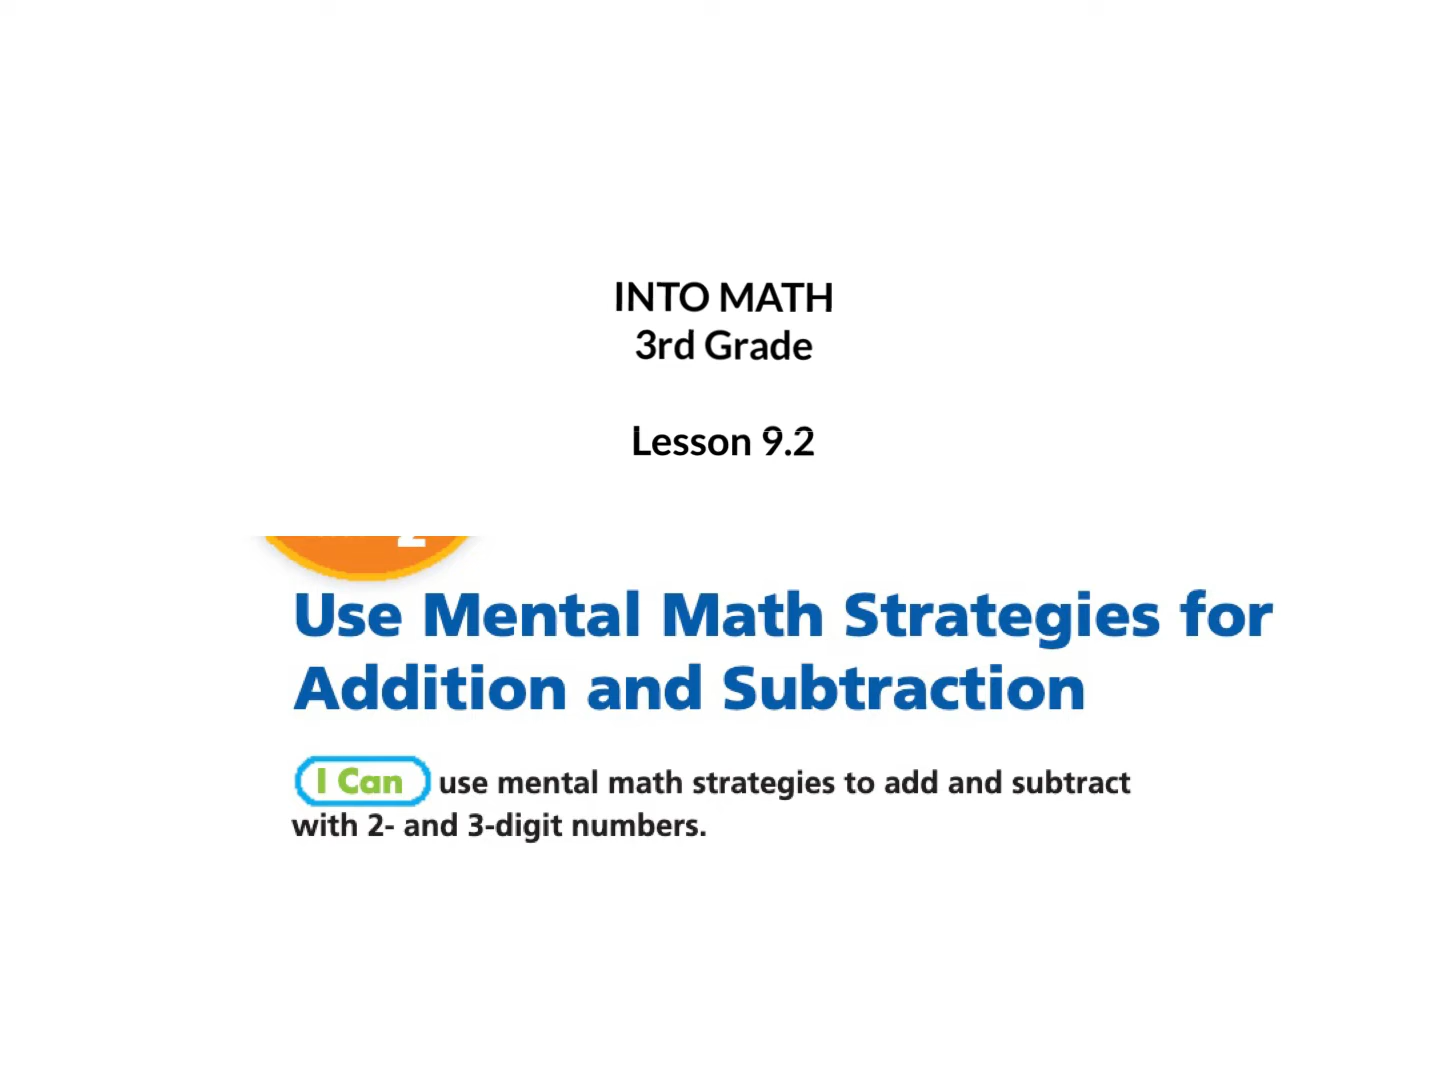 INTO MATH
3rd Grade
Lesson 9.2
2
Use Mental Math Strategies for
Addition and Subtraction
I Can use mental math strategies to add and subtract
with 2- and 3-digit numbers.